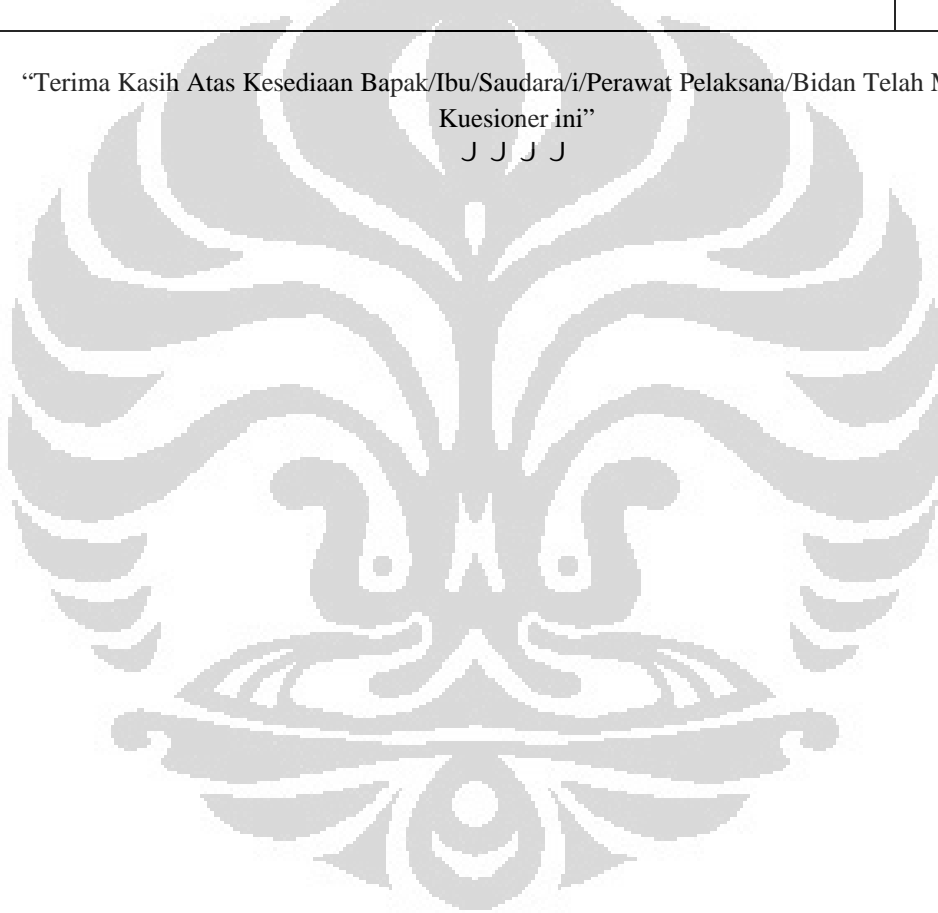 “Terima Kasih Atas Kesediaan Bapak/Ibu/Saudara/i/Perawat Pelaksana/Bidan Telah
Kuesioner ini”
J J J J